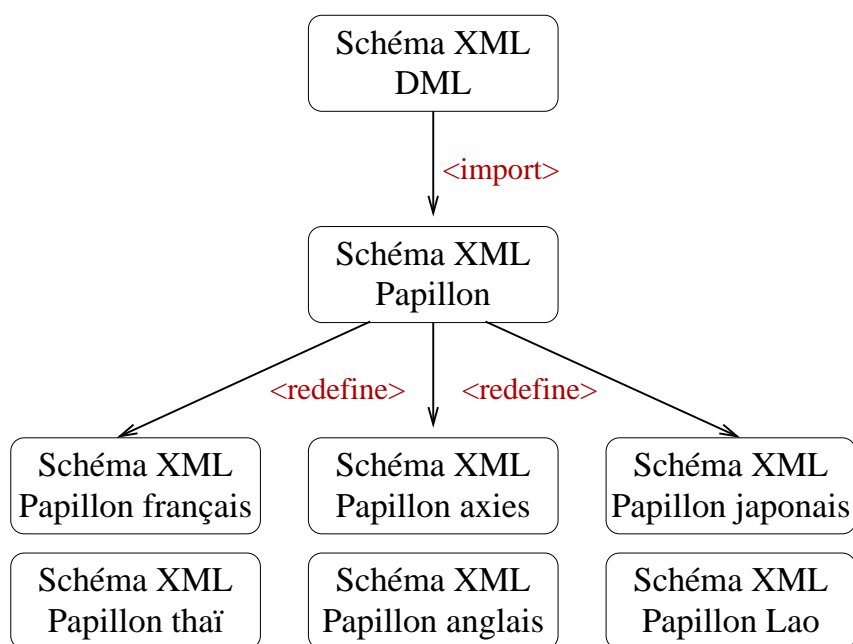 Schéma XML
DML
<import>
Schéma XML
Papillon
<redefine>
<redefine>
Schéma XML
Papillon français
Schéma XML
Papillon axies
Schéma XML
Papillon japonais
Schéma XML
Papillon thaï
Schéma XML
Papillon anglais
Schéma XML
Papillon Lao